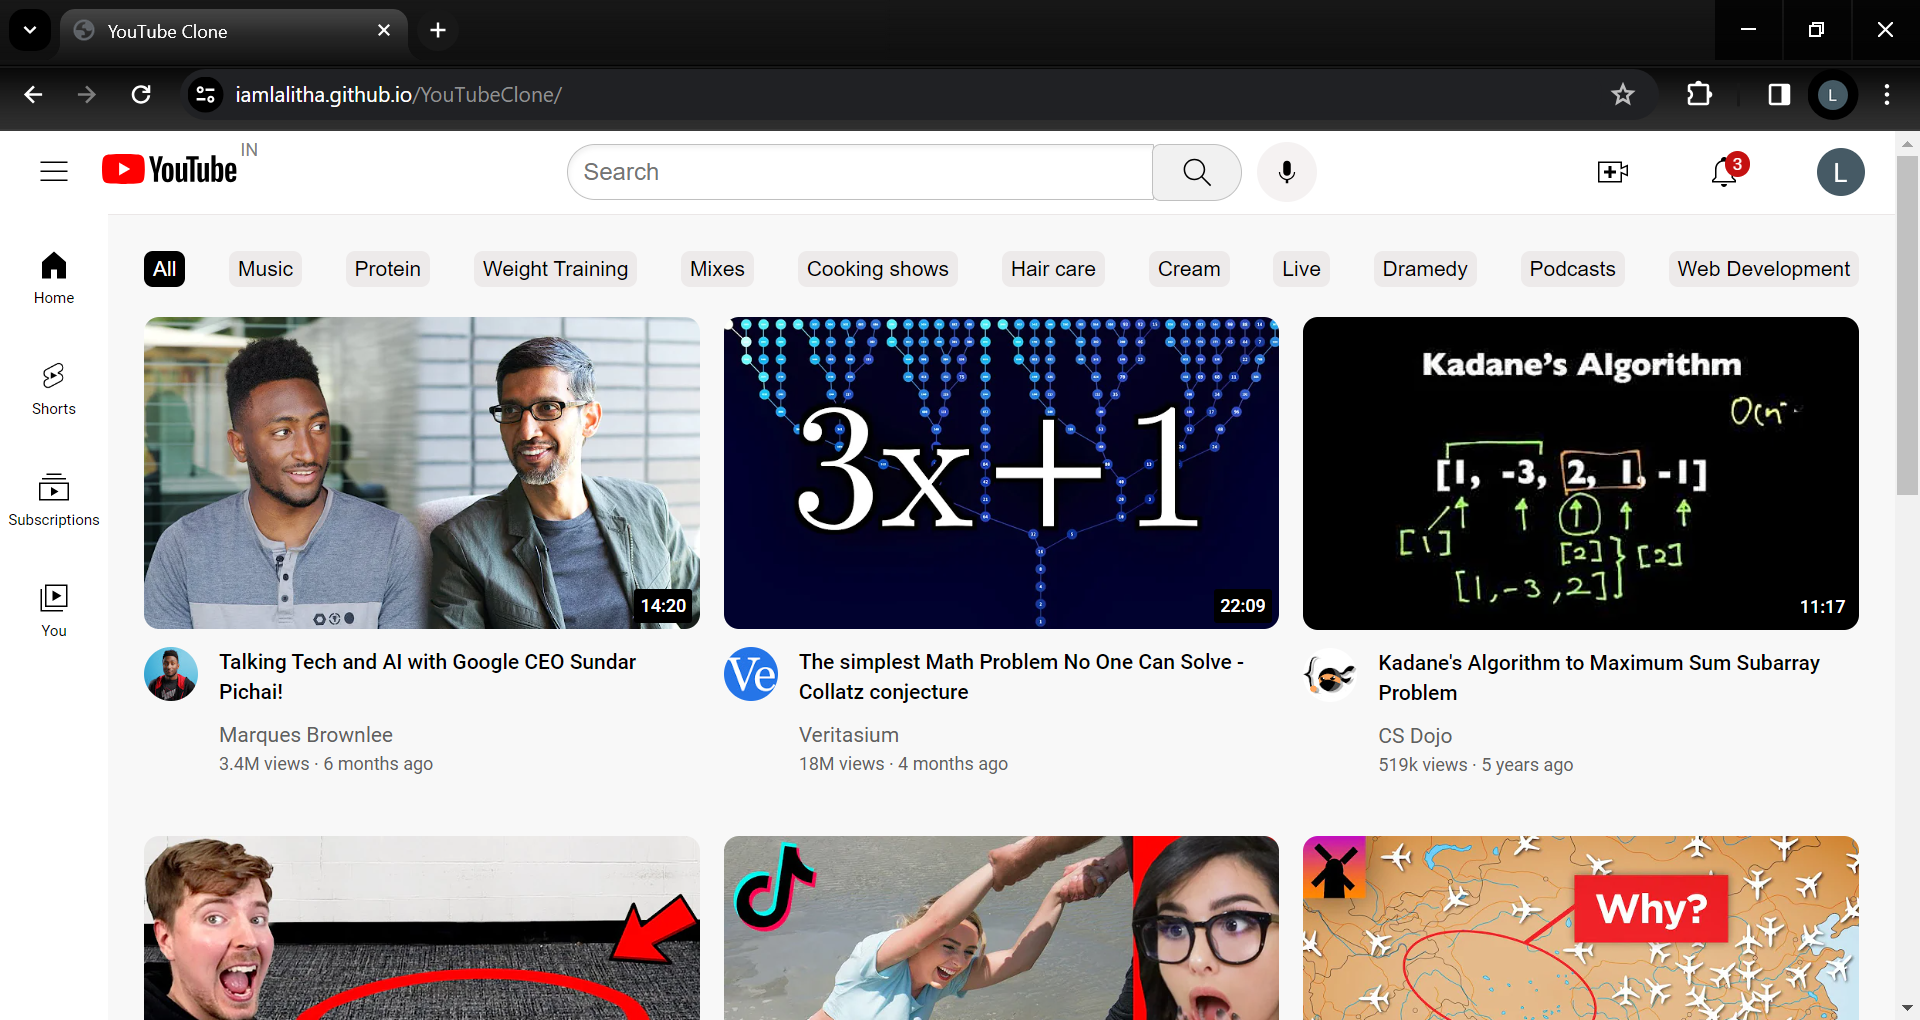 YouTube Clone
iamlalitha.github.io/YouTubeClone/
L
YouTube IN
Search
3
L
Home
Shorts
Subscriptions
You
All Music Protein Weight Training Mixes Cooking shows Hair care Cream Live Dramedy Podcasts Web Development
14:20
Talking Tech and AI with Google CEO Sundar
Pichai!
Marques Brownlee
3.4M views · 6 months ago
3x+1
22:09
Ve
The simplest Math Problem No One Can Solve -
Collatz conjecture
Veritasium
18M views · 4 months ago
Kadane's Algorithm
[1, -3, 2, 1, -1]
[1] [2] [2]
[1,-3,2]
11:17
Kadane's Algorithm to Maximum Sum Subarray
Problem
CS Dojo
519k views · 5 years ago
Why?